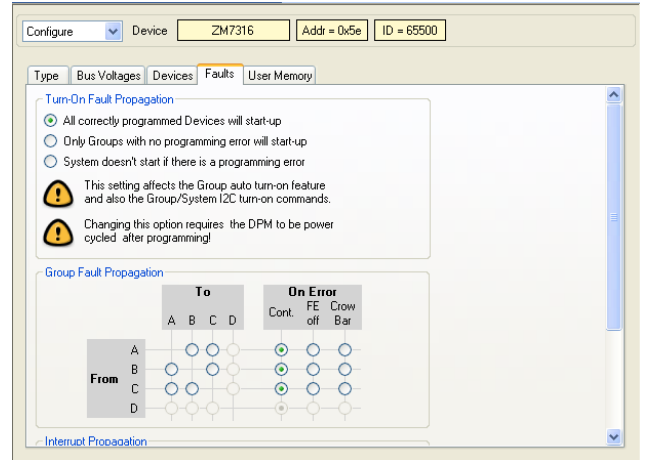 Configure Device ZM7316 Addr = 0x5e ID = 65500
Type Bus Voltages Devices Faults User Memory
Turn-On Fault Propagation
All correctly programmed Devices will start-up
Only Groups with no programming error will start-up
System doesn't start if there is a programming error
This setting affects the Group auto turn-on feature
and also the Group/System I2C turn-on commands.
Changing this option requires the DPM to be power
cycled after programming!
Group Fault Propagation
To On Error
A B C D Cont. FE off Crow Bar
From
A
B
C
D
Interrupt Propagation